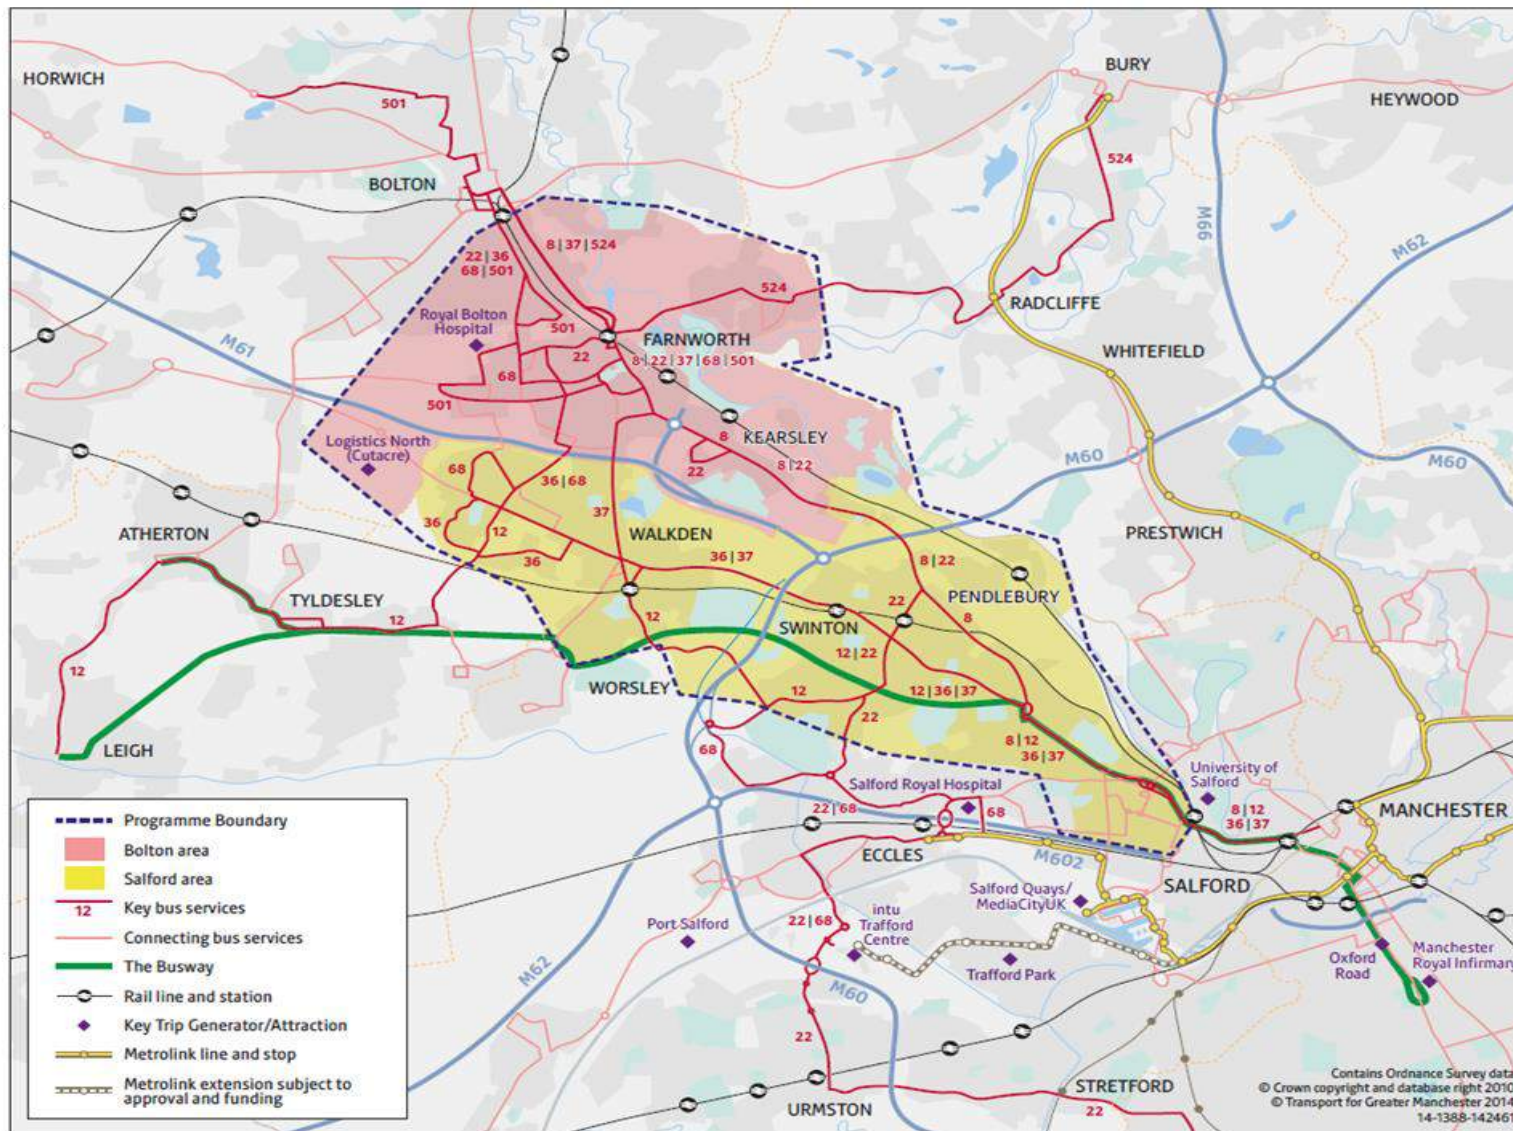 HORWICH
501
BURY
HEYWOOD
524
BOLTON
M66
M62
8|37|524
22|36
68|501
524
RADCLIFFE
Royal Bolton
Hospital
501
FARNWORTH
8|22|37|68|501
M61
22
WHITEFIELD
68
501
KEARSLEY
8
22
8|22
Logistics North
(Cutacre)
68
36|68
M60
M60
36
12
37
ATHERTON
WALKDEN
PRESTWICH
36
36|37
8|22
TYLDESLEY
12
PENDLEBURY
22
8
12
SWINTON
12|22
12
WORSLEY
12
12|36|37
22
LEIGH
68
8|12
36|37
Salford Royal Hospital
University of
Salford
22|68
68
8|12
36|37
MANCHESTER
ECCLES
M602
SALFORD
Salford Quays/
MediaCityUK
Port Salford
22|68
intu
Trafford
Centre
Trafford Park
Oxford
Road
Manchester
Royal Infirmary
M62
M60
22
STRETFORD
URMSTON
22
Programme Boundary
Bolton area
Salford area
12
Key bus services
Connecting bus services
The Busway
Rail line and station
Key Trip Generator/Attraction
Metrolink line and stop
Metrolink extension subject to
approval and funding
Contains Ordnance Survey data
© Crown copyright and database right 2010
© Transport for Greater Manchester 2014
14-1388-142461